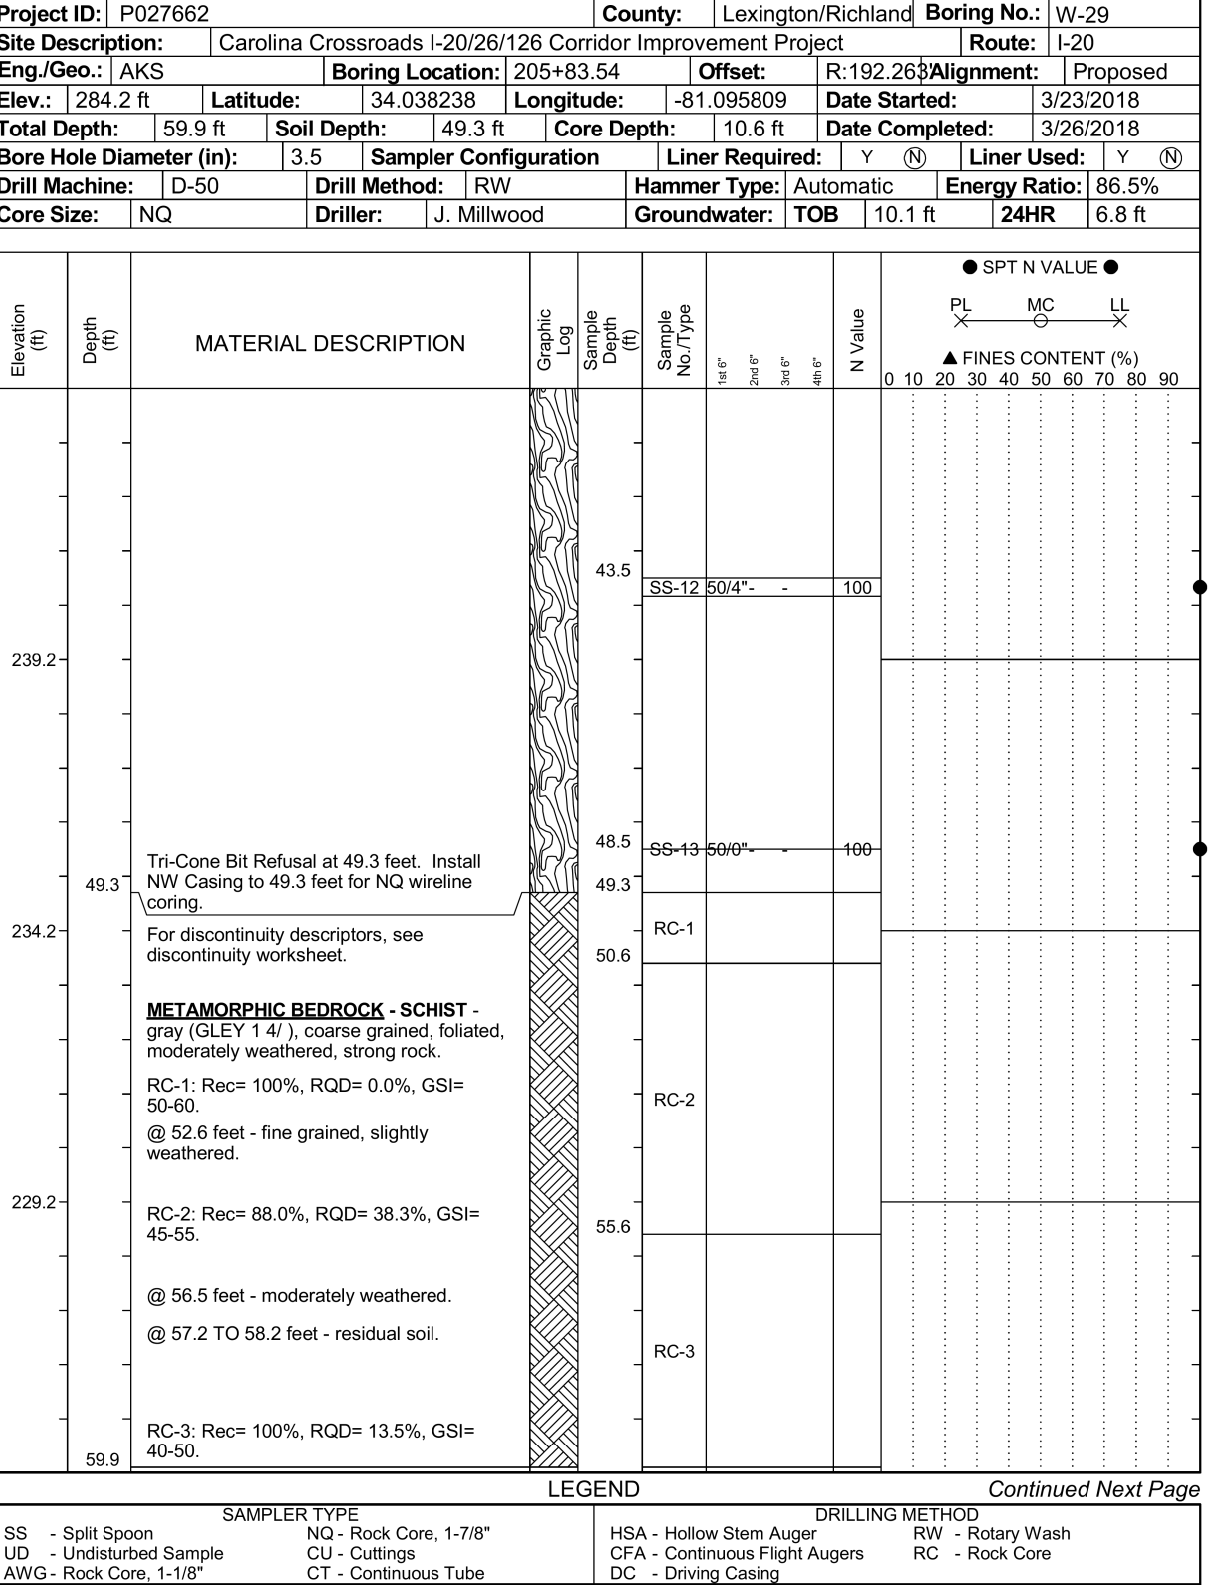 Project ID: P027662 County: Lexington/Richland Boring No.: W-29
Site Description: Carolina Crossroads I-20/26/126 Corridor Improvement Project Route: I-20
Eng./Geo.: AKS Boring Location: 205+83.54 Offset: R:192.263' Alignment: Proposed
Elev.: 284.2 ft Latitude: 34.038238 Longitude: -81.095809 Date Started: 3/23/2018
Total Depth: 59.9 ft Soil Depth: 49.3 ft Core Depth: 10.6 ft Date Completed: 3/26/2018
Bore Hole Diameter (in): 3.5 Sampler Configuration Liner Required: Y N Liner Used: Y N
Drill Machine: D-50 Drill Method: RW Hammer Type: Automatic Energy Ratio: 86.5%
Core Size: NQ Driller: J. Millwood Groundwater: TOB 10.1 ft 24HR 6.8 ft
Elevation (ft)
Depth (ft)
MATERIAL DESCRIPTION
Graphic Log
Sample Depth (ft)
Sample No./Type
1st 6"
2nd 6"
3rd 6"
4th 6"
N Value
● SPT N VALUE ●
PL MC LL
▲ FINES CONTENT (%)
0 10 20 30 40 50 60 70 80 90
43.5
SS-12 50/4"- - 100
239.2
48.5
SS-13 50/0"- - 100
Tri-Cone Bit Refusal at 49.3 feet. Install
NW Casing to 49.3 feet for NQ wireline
coring.
49.3
49.3
RC-1
234.2
For discontinuity descriptors, see
discontinuity worksheet.
50.6
METAMORPHIC BEDROCK - SCHIST -
gray (GLEY 1 4/ ), coarse grained, foliated,
moderately weathered, strong rock.
RC-1: Rec= 100%, RQD= 0.0%, GSI=
50-60.
RC-2
@ 52.6 feet - fine grained, slightly
weathered.
229.2
RC-2: Rec= 88.0%, RQD= 38.3%, GSI=
45-55.
55.6
@ 56.5 feet - moderately weathered.
@ 57.2 TO 58.2 feet - residual soil.
RC-3
RC-3: Rec= 100%, RQD= 13.5%, GSI=
40-50.
59.9
LEGEND
Continued Next Page
SAMPLER TYPE
SS - Split Spoon NQ - Rock Core, 1-7/8"
UD - Undisturbed Sample CU - Cuttings
AWG - Rock Core, 1-1/8" CT - Continuous Tube
DRILLING METHOD
HSA - Hollow Stem Auger RW - Rotary Wash
CFA - Continuous Flight Augers RC - Rock Core
DC - Driving Casing